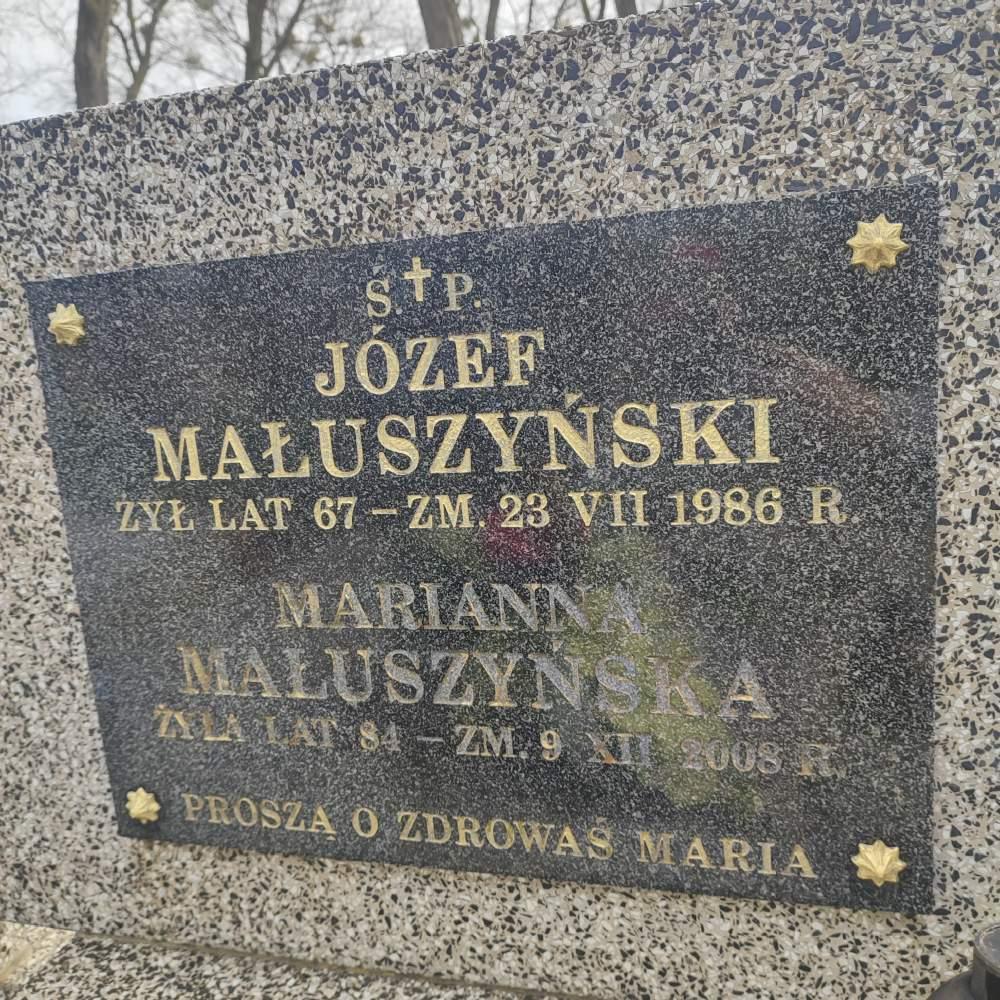 Ś. † P.
JÓZEF
MAŁUSZYŃSKI
ŻYŁ LAT 67 – ZM. 23 VII 1986 R.
MARIANNA
MAŁUSZYŃSKA
ŻYŁA LAT 84 – ZM. 9 XII 2008 R.
PROSZĄ O ZDROWAŚ MARIA